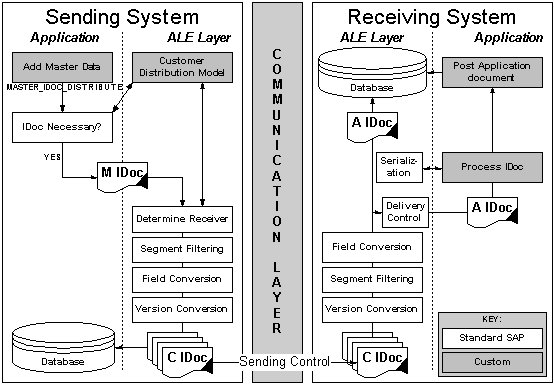 Sending System
Application
ALE Layer
Add Master Data
Customer
Distribution Model
MASTER_IDOC_DISTRIBUTE
IDoc Necessary?
YES
M IDoc
Determine Receiver
Segment Filtering
Field Conversion
Version Conversion
Database
C IDoc
COMMUNICATION LAYER
Sending Control
Receiving System
ALE Layer
Application
Database
Post Application
document
A IDoc
Serializ-
ation
Process IDoc
Delivery
Control
A IDoc
Field Conversion
Segment Filtering
Version Conversion
C IDoc
KEY:
Standard SAP
Custom